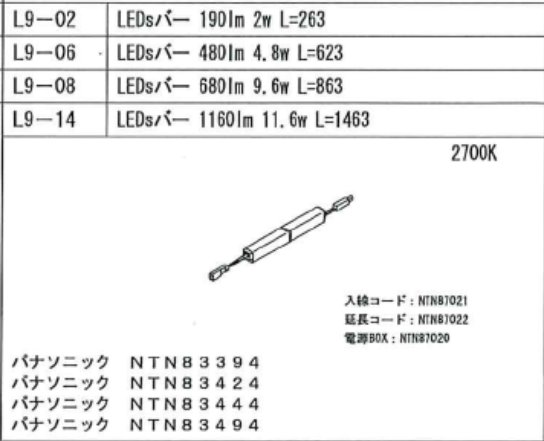 L9－02 LEDsバー 190lm 2w L=263
L9－06 LEDsバー 480lm 4.8w L=623
L9－08 LEDsバー 680lm 9.6w L=863
L9－14 LEDsバー 1160lm 11.6w L=1463
2700K
入線コード：NTN87021
延長コード：NTN87022
電源BOX：NTN87020
パナソニック ＮＴＮ８３３９４
パナソニック ＮＴＮ８３４２４
パナソニック ＮＴＮ８３４４４
パナソニック ＮＴＮ８３４９４